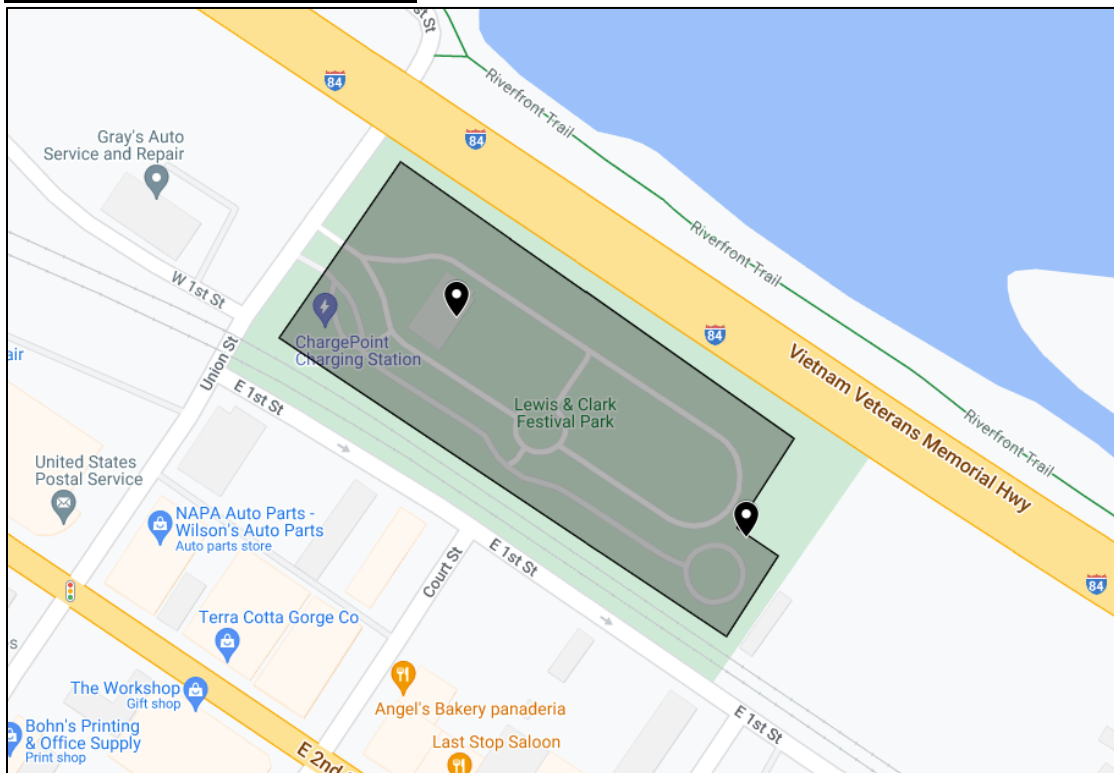 st St
84
84
Riverfront Trail
Gray's Auto
Service and Repair
Riverfront Trail
W 1st St
ChargePoint
Charging Station
84
Union St
air
Vietnam Veterans Memorial Hwy
E 1st St
Lewis & Clark
Festival Park
Riverfront Trail
United States
Postal Service
NAPA Auto Parts -
Wilson's Auto Parts
Auto parts store
E 1st St
Court St
84
Terra Cotta Gorge Co
s
The Workshop
Gift shop
Angel's Bakery panaderia
E 1st St
Bohn's Printing
& Office Supply
Print shop
E 2nd
Last Stop Saloon